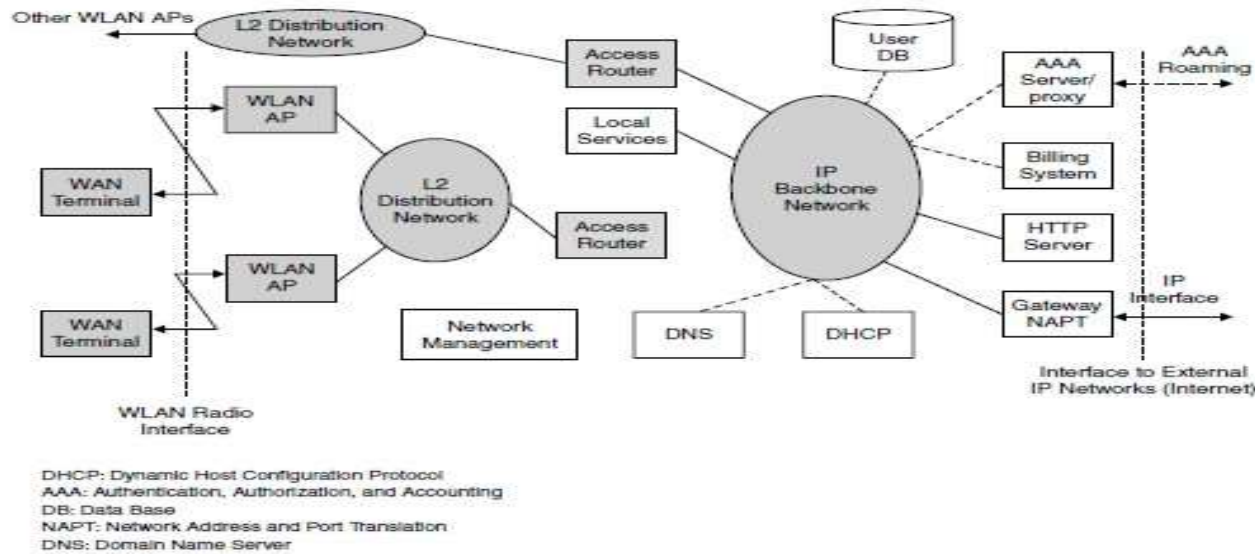 Other WLAN APs
L2 Distribution
Network
Access
Router
User
DB
AAA
Server/
proxy
AAA
Roaming
WLAN
AP
Local
Services
Billing
System
WAN
Terminal
L2
Distribution
Network
IP
Backbone
Network
Access
Router
HTTP
Server
WLAN
AP
IP
Interface
Gateway
NAPT
WAN
Terminal
Network
Management
DNS
DHCP
Interface to External
IP Networks (Internet)
WLAN Radio
Interface
DHCP: Dynamic Host Configuration Protocol
AAA: Authentication, Authorization, and Accounting
DB: Data Base
NAPT: Network Address and Port Translation
DNS: Domain Name Server